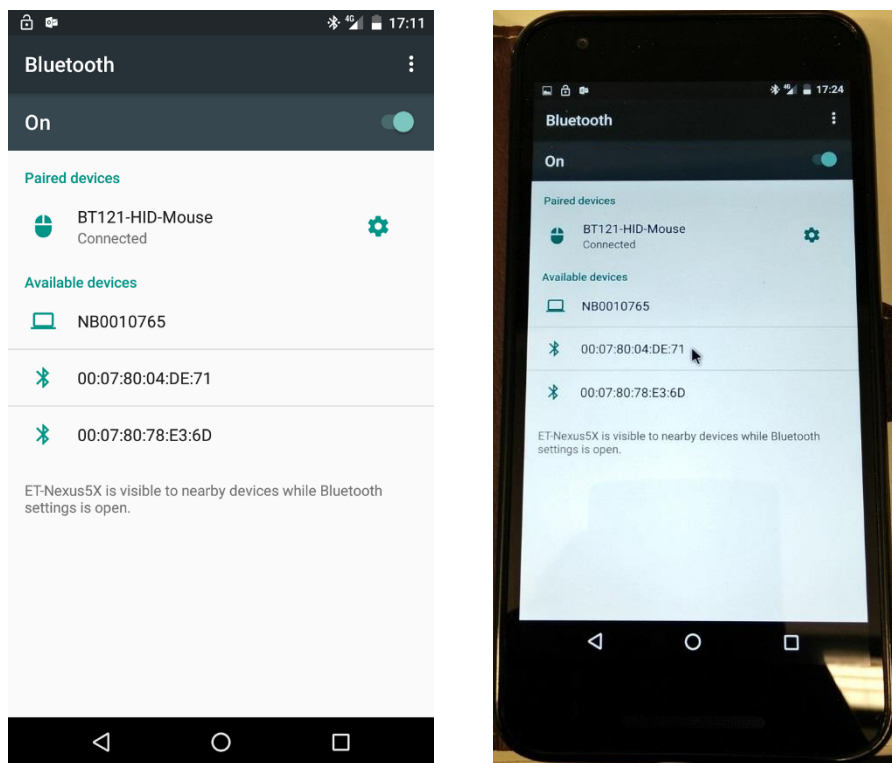 17:11
Bluetooth
On
Paired devices
BT121-HID-Mouse
Connected
Available devices
NB0010765
00:07:80:04:DE:71
00:07:80:78:E3:6D
ET-Nexus5X is visible to nearby devices while Bluetooth
settings is open.
4G 17:24
Bluetooth
On
Paired devices
BT121-HID-Mouse
Connected
Available devices
NB0010765
00:07:80:04:DE:71
00:07:80:78:E3:6D
ET-Nexus5X is visible to nearby devices while Bluetooth
settings is open.